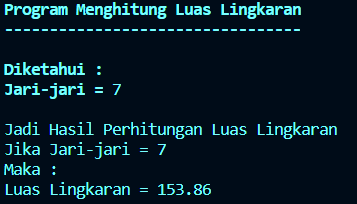 Program Menghitung Luas Lingkaran
---------------------------------
Diketahui :
Jari-jari = 7
Jadi Hasil Perhitungan Luas Lingkaran
Jika Jari-jari = 7
Maka :
Luas Lingkaran = 153.86